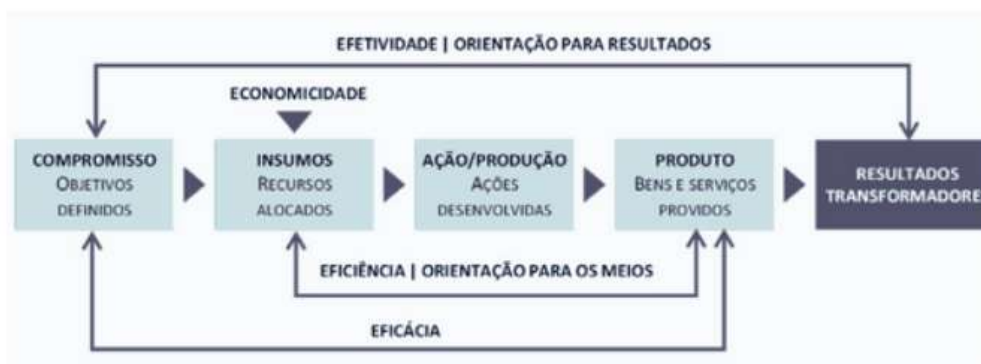 EFETIVIDADE | ORIENTAÇÃO PARA RESULTADOS
ECONOMICIDADE
COMPROMISSO
OBJETIVOS
DEFINIDOS
INSUMOS
RECURSOS
ALOCADOS
AÇÃO/PRODUÇÃO
AÇÕES
DESENVOLVIDAS
PRODUTO
BENS E SERVIÇOS
PROVIDOS
RESULTADOS
TRANSFORMADORE
EFICIÊNCIA | ORIENTAÇÃO PARA OS MEIOS
EFICÁCIA